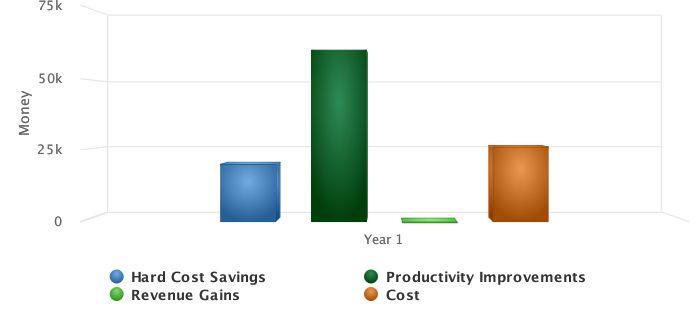 75k
50k
Money
25k
0
Year 1
Hard Cost Savings
Productivity Improvements
Revenue Gains
Cost